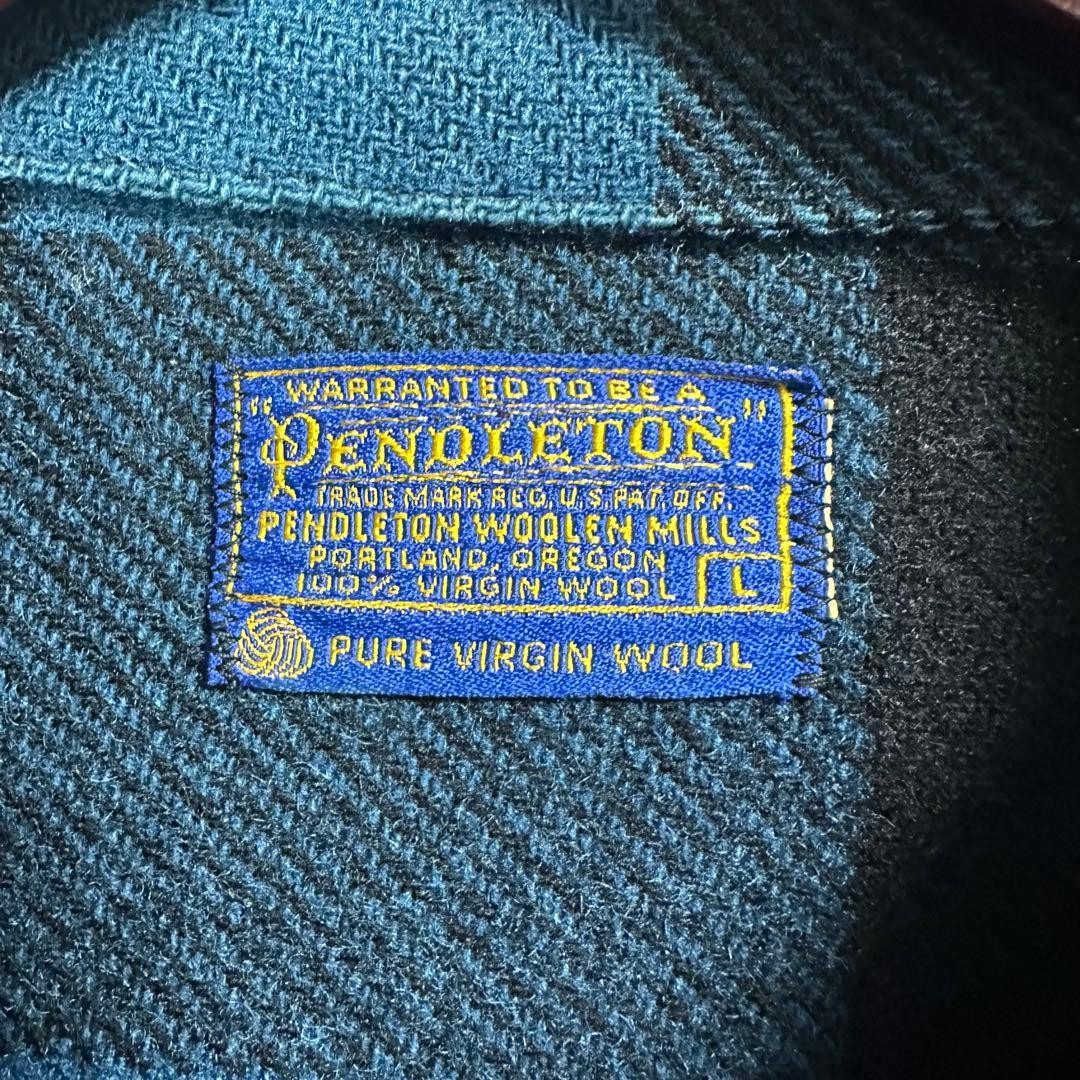 WARRANTED TO BE A
"PENDLETON"
TRADE MARK REG. U.S. PAT. OFF.
PENDLETON WOOLEN MILLS
PORTLAND, OREGON
100% VIRGIN WOOL L
PURE VIRGIN WOOL